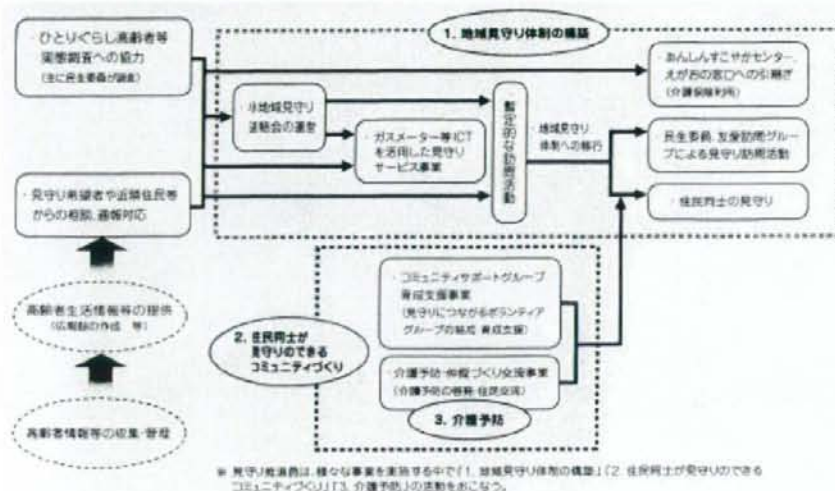 ・ひとりぐらし高齢者等
実態調査への協力
(主に民生委員が調査)
1. 地域見守り体制の構築
・あんしんすこやかセンター、
えがおの窓口への引継ぎ
(介護保険利用)
・小地域見守り
連絡会の運営
・ガスメーター等ICT
を活用した見守り
サービス事業
暫定的な訪問活動
・地域見守り
体制への移行
・民生委員、友愛訪問グルー
プによる見守り訪問活動
・住民同士の見守り
・見守り希望者や近隣住民等
からの相談、通報対応
高齢者生活情報等の提供
(広報誌の作成 等)
高齢者情報等の収集・管理
2. 住民同士が
見守りのできる
コミュニティづくり
・コミュニティサポートグループ
育成支援事業
(見守りにつながるボランティア
グループの結成・育成支援)
・介護予防・仲間づくり交流事業
(介護予防の啓発・住民交流)
3. 介護予防
※ 見守り推進員は、様々な事業を実施する中で「1. 地域見守り体制の構築」「2. 住民同士が見守りのできる
コミュニティづくり」「3. 介護予防」の活動をおこなう。